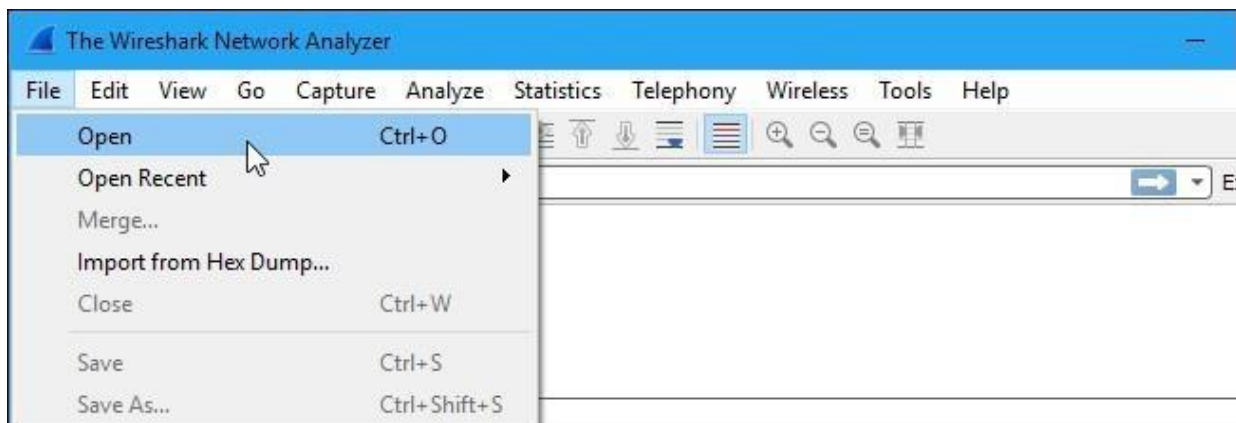 The Wireshark Network Analyzer
File Edit View Go Capture Analyze Statistics Telephony Wireless Tools Help
Open Ctrl+O
Open Recent
Merge...
Import from Hex Dump...
Close Ctrl+W
Save Ctrl+S
Save As... Ctrl+Shift+S